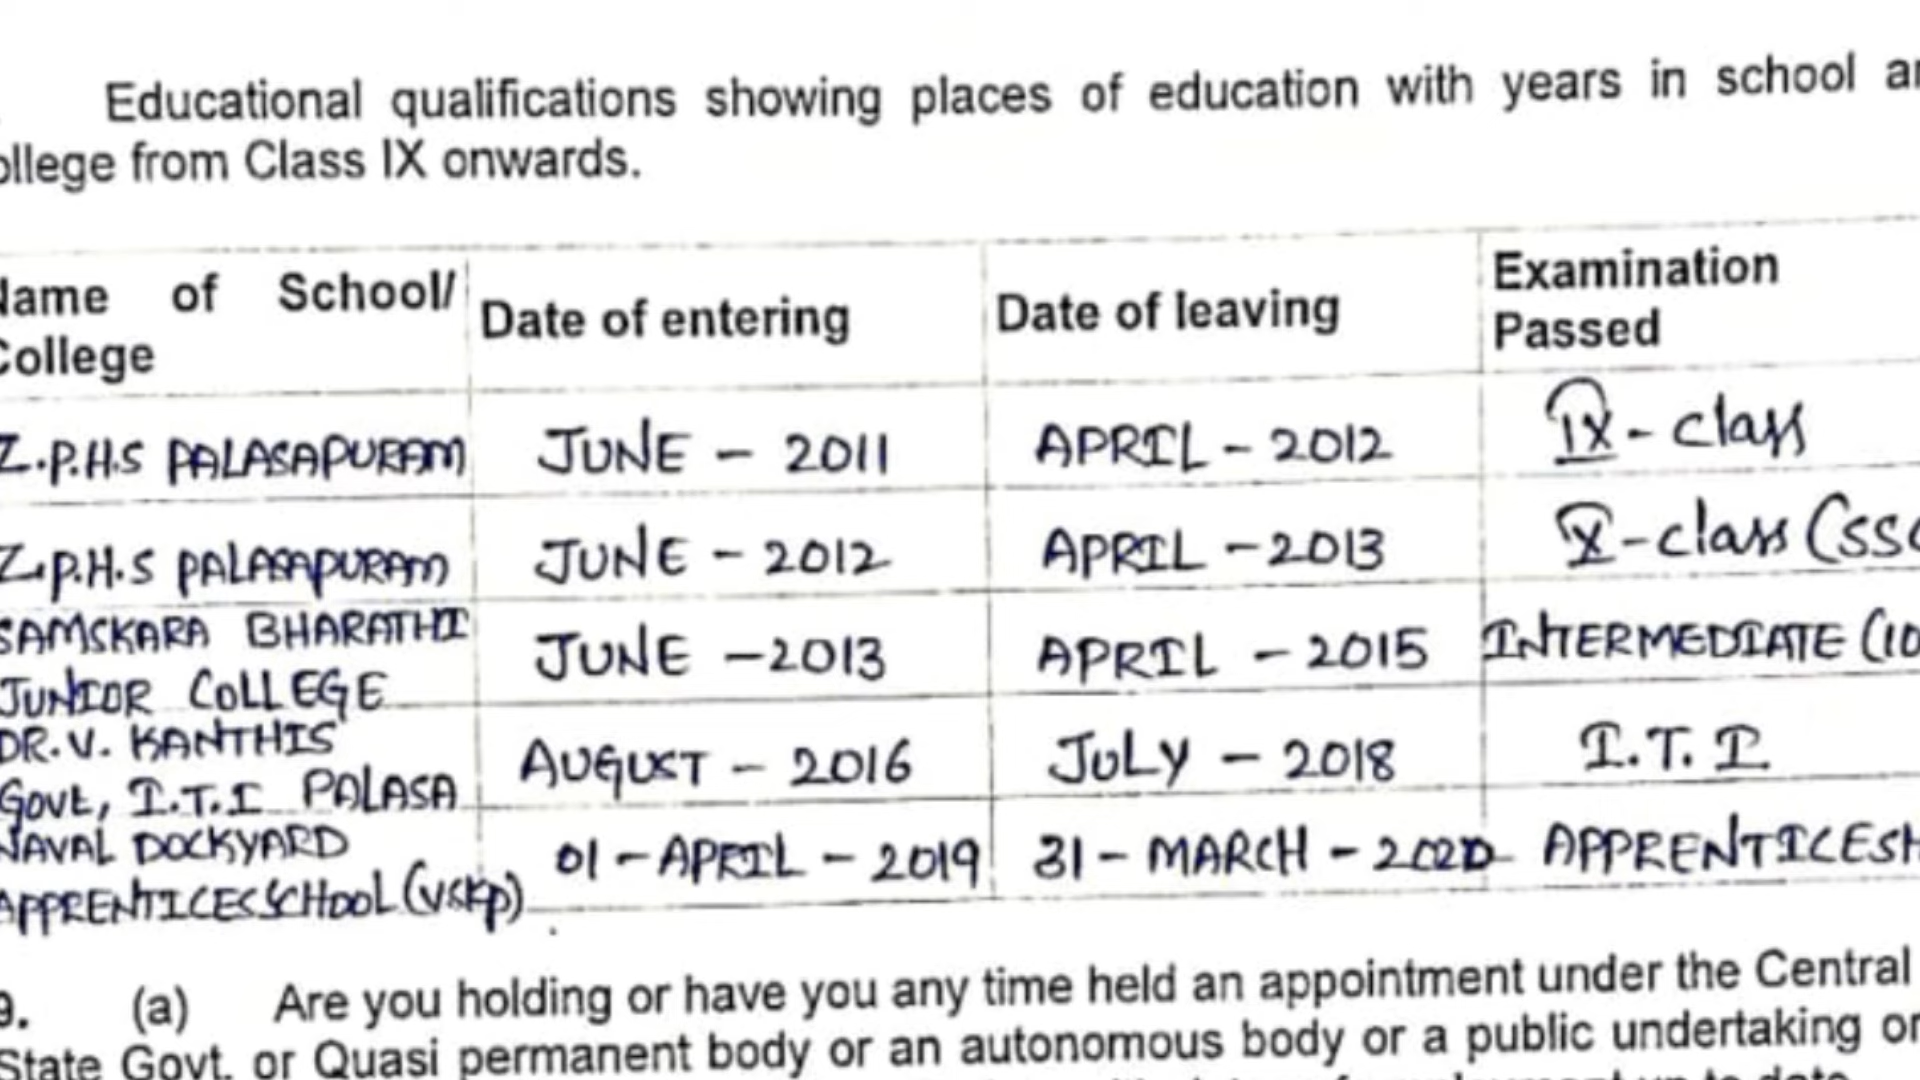 Educational qualifications showing places of education with years in school
ollege from Class IX onwards.
Name of School/ College
Date of entering
Date of leaving
Examination Passed
Z.P.H.S PALASAPURAM JUNE - 2011 APRIL - 2012 IX - class
Z.P.H.S PALASAPURAM JUNE - 2012 APRIL - 2013 X - class (SSC
SAMSKARA BHARATHI
JUNIOR COLLEGE JUNE - 2013 APRIL - 2015 INTERMEDIATE (10
DR.V. KANTHIS
Govt, I.T.I PALASA AUGUST - 2016 JULY - 2018 I.T.I
NAVAL DOCKYARD
APPRENTICES SCHOOL (VSKP) 01 - APRIL - 2019 31 - MARCH - 2020 APPRENTICESH
9. (a) Are you holding or have you any time held an appointment under the Central
State Govt. or Quasi permanent body or an autonomous body or a public undertaking or